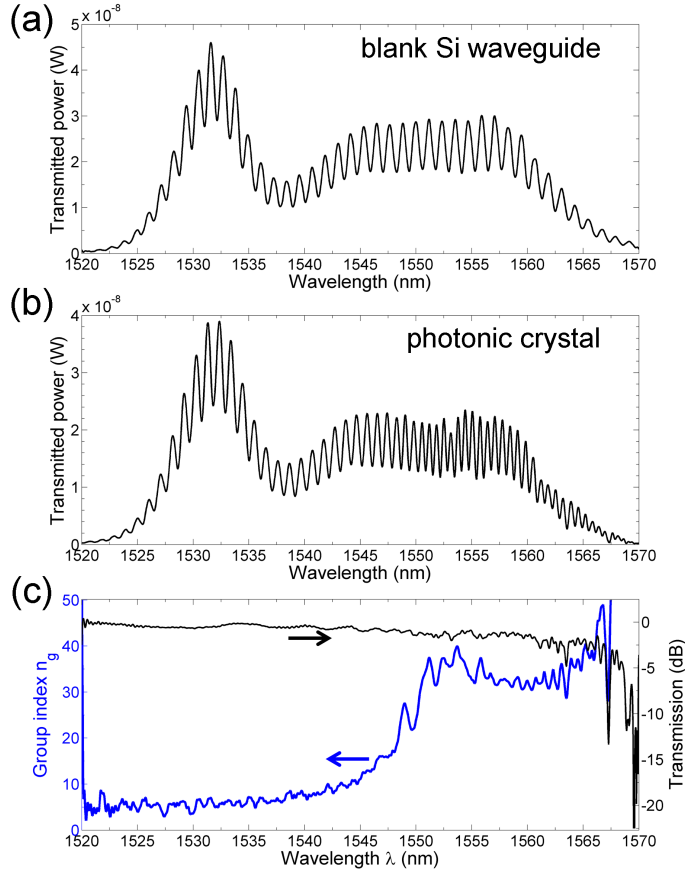 (a)
5 x 10⁻⁸
blank Si waveguide
4
3
2
1
0
Transmitted power (W)
1520 1525 1530 1535 1540 1545 1550 1555 1560 1565 1570
Wavelength (nm)
(b)
4 x 10⁻⁸
photonic crystal
3
2
1
0
Transmitted power (W)
1520 1525 1530 1535 1540 1545 1550 1555 1560 1565 1570
Wavelength (nm)
(c)
50
40
30
20
10
0
Group index n_g
0
-5
-10
-15
-20
Transmission (dB)
1520 1525 1530 1535 1540 1545 1550 1555 1560 1565 1570
Wavelength λ (nm)